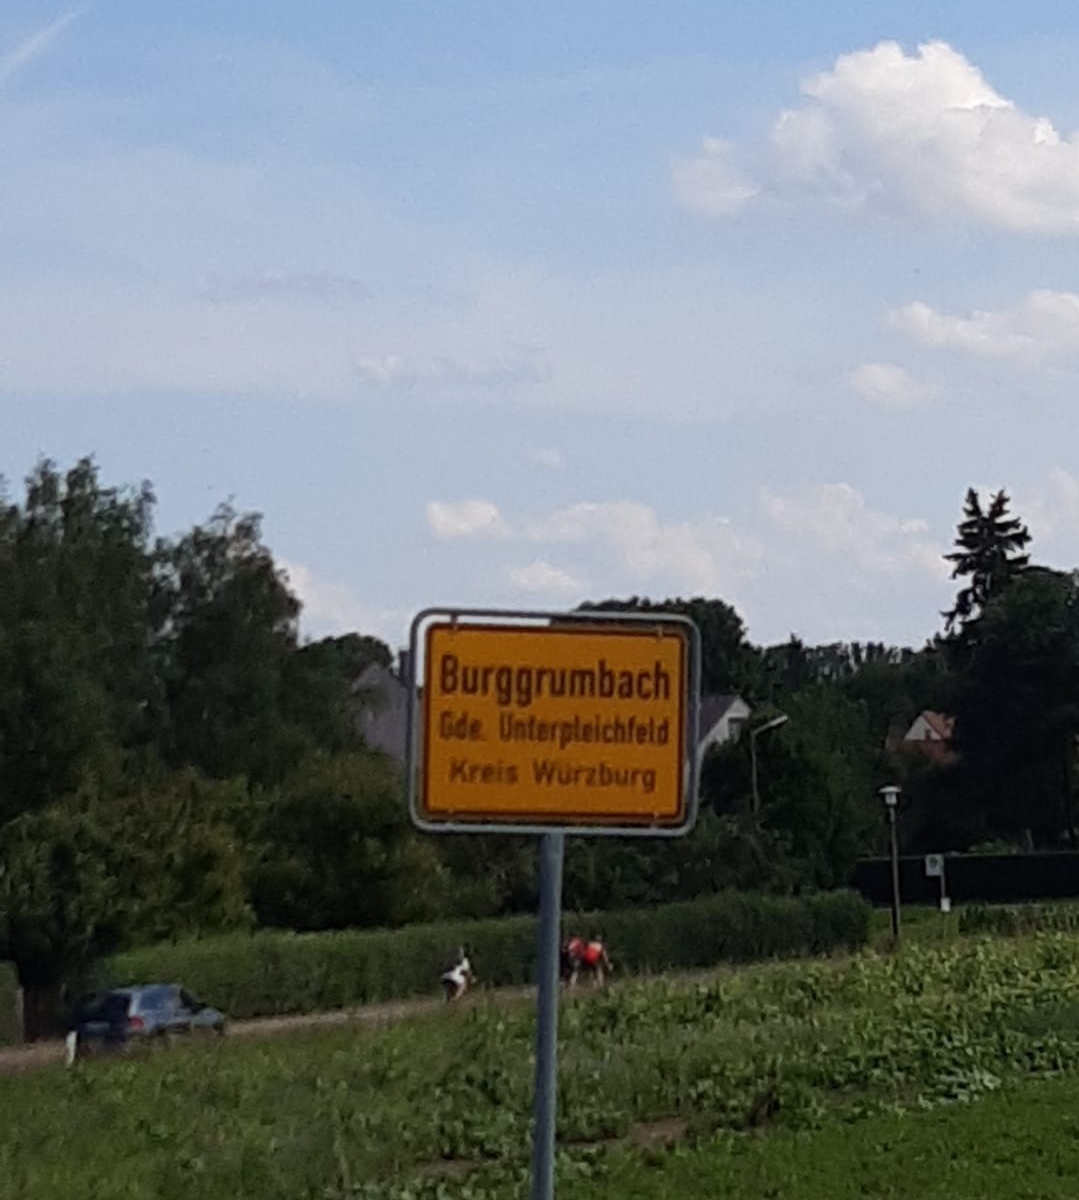 Burggrumbach
Gde. Unterpleichfeld
Kreis Würzburg